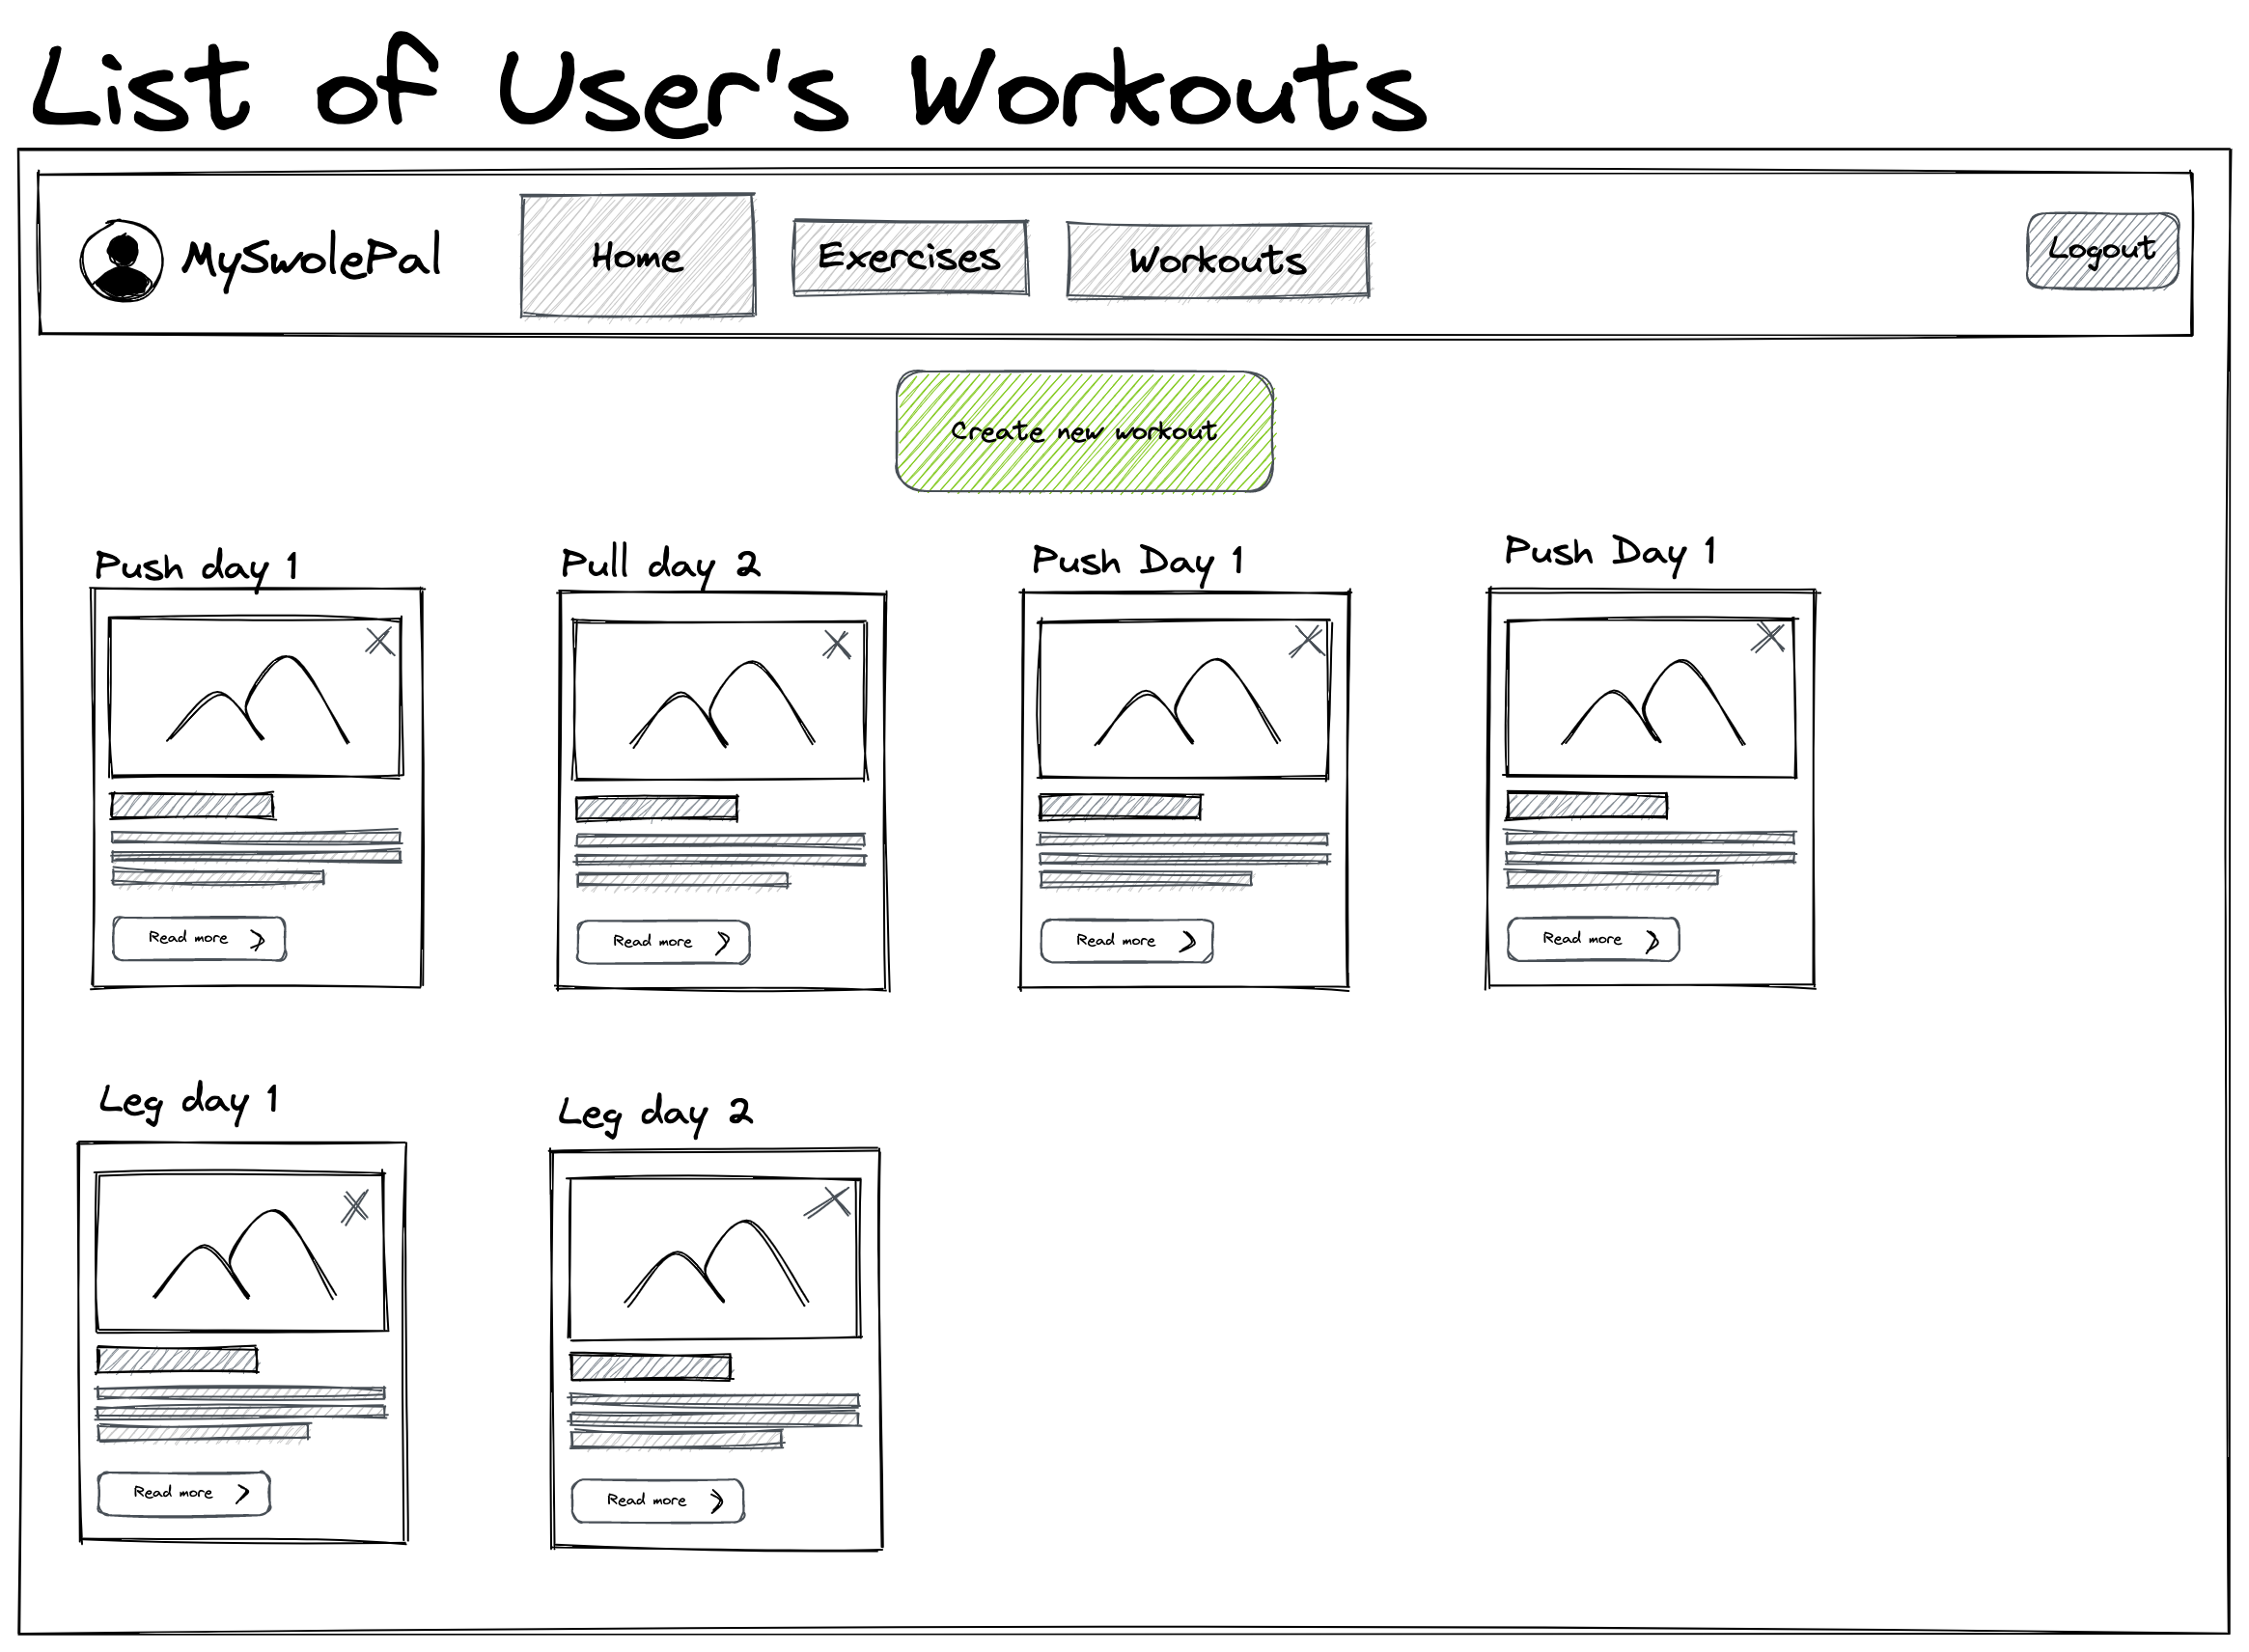 List of User's Workouts
MySwolePal
Home
Exercises
Workouts
Logout
Create new workout
Push day 1
Pull day 2
Push Day 1
Push Day 1
Read more
Read more
Read more
Read more
Leg day 1
Leg day 2
Read more
Read more